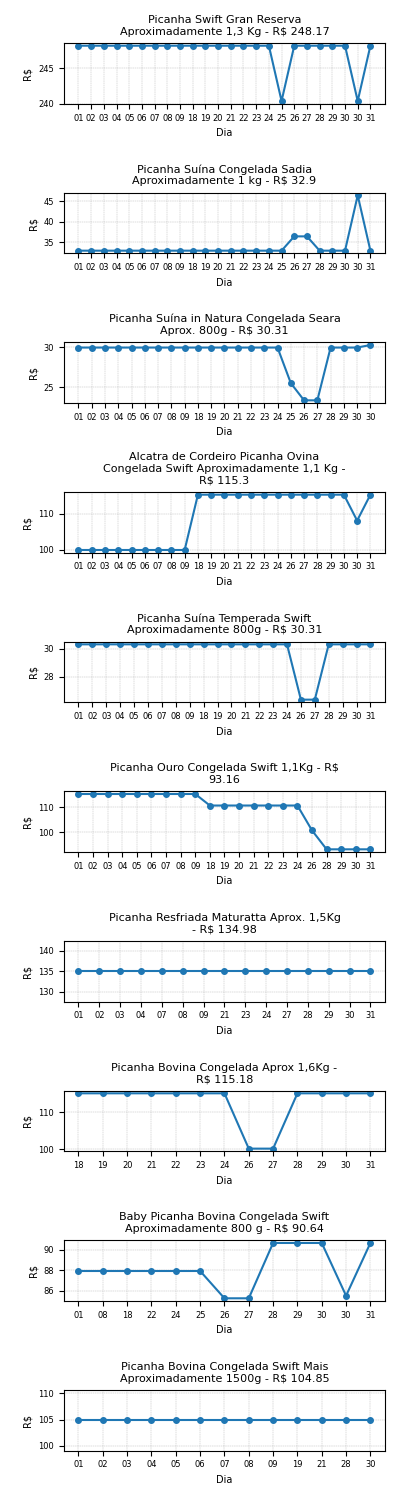 Picanha Swift Gran Reserva
Aproximadamente 1,3 Kg - R$ 248.17
R$
245
240
01 02 03 04 05 06 07 08 09 18 19 20 21 22 23 24 25 26 27 28 29 30 30 31
Dia
Picanha Suína Congelada Sadia
Aproximadamente 1 kg - R$ 32.9
R$
45
40
35
01 02 03 04 05 06 07 08 09 18 19 20 21 22 23 24 25 26 27 28 29 30 30 31
Dia
Picanha Suína in Natura Congelada Seara
Aprox. 800g - R$ 30.31
R$
30
25
01 02 03 04 05 06 07 08 09 18 19 20 21 22 23 24 25 26 27 28 29 30 30
Dia
Alcatra de Cordeiro Picanha Ovina
Congelada Swift Aproximadamente 1,1 Kg -
R$ 115.3
R$
110
100
01 02 03 04 05 06 07 08 09 18 19 20 21 22 23 24 25 26 27 28 29 30 31
Dia
Picanha Suína Temperada Swift
Aproximadamente 800g - R$ 30.31
R$
30
28
01 02 03 04 05 06 07 08 09 18 19 20 21 22 23 24 26 27 28 29 30 31
Dia
Picanha Ouro Congelada Swift 1,1Kg - R$
93.16
R$
110
100
01 02 03 04 05 06 07 08 09 18 19 20 21 22 23 24 26 28 29 30 31
Dia
Picanha Resfriada Maturatta Aprox. 1,5Kg
- R$ 134.98
R$
140
135
130
01 02 03 04 07 08 09 21 23 24 27 28 29 30 31
Dia
Picanha Bovina Congelada Aprox 1,6Kg -
R$ 115.18
R$
110
100
18 19 20 21 22 23 24 26 27 28 29 30 31
Dia
Baby Picanha Bovina Congelada Swift
Aproximadamente 800 g - R$ 90.64
R$
90
88
86
01 08 18 22 24 25 26 27 28 29 30 30 31
Dia
Picanha Bovina Congelada Swift Mais
Aproximadamente 1500g - R$ 104.85
R$
110
105
100
01 02 04 05 06 07 08 09 18 19 21 28 30
Dia